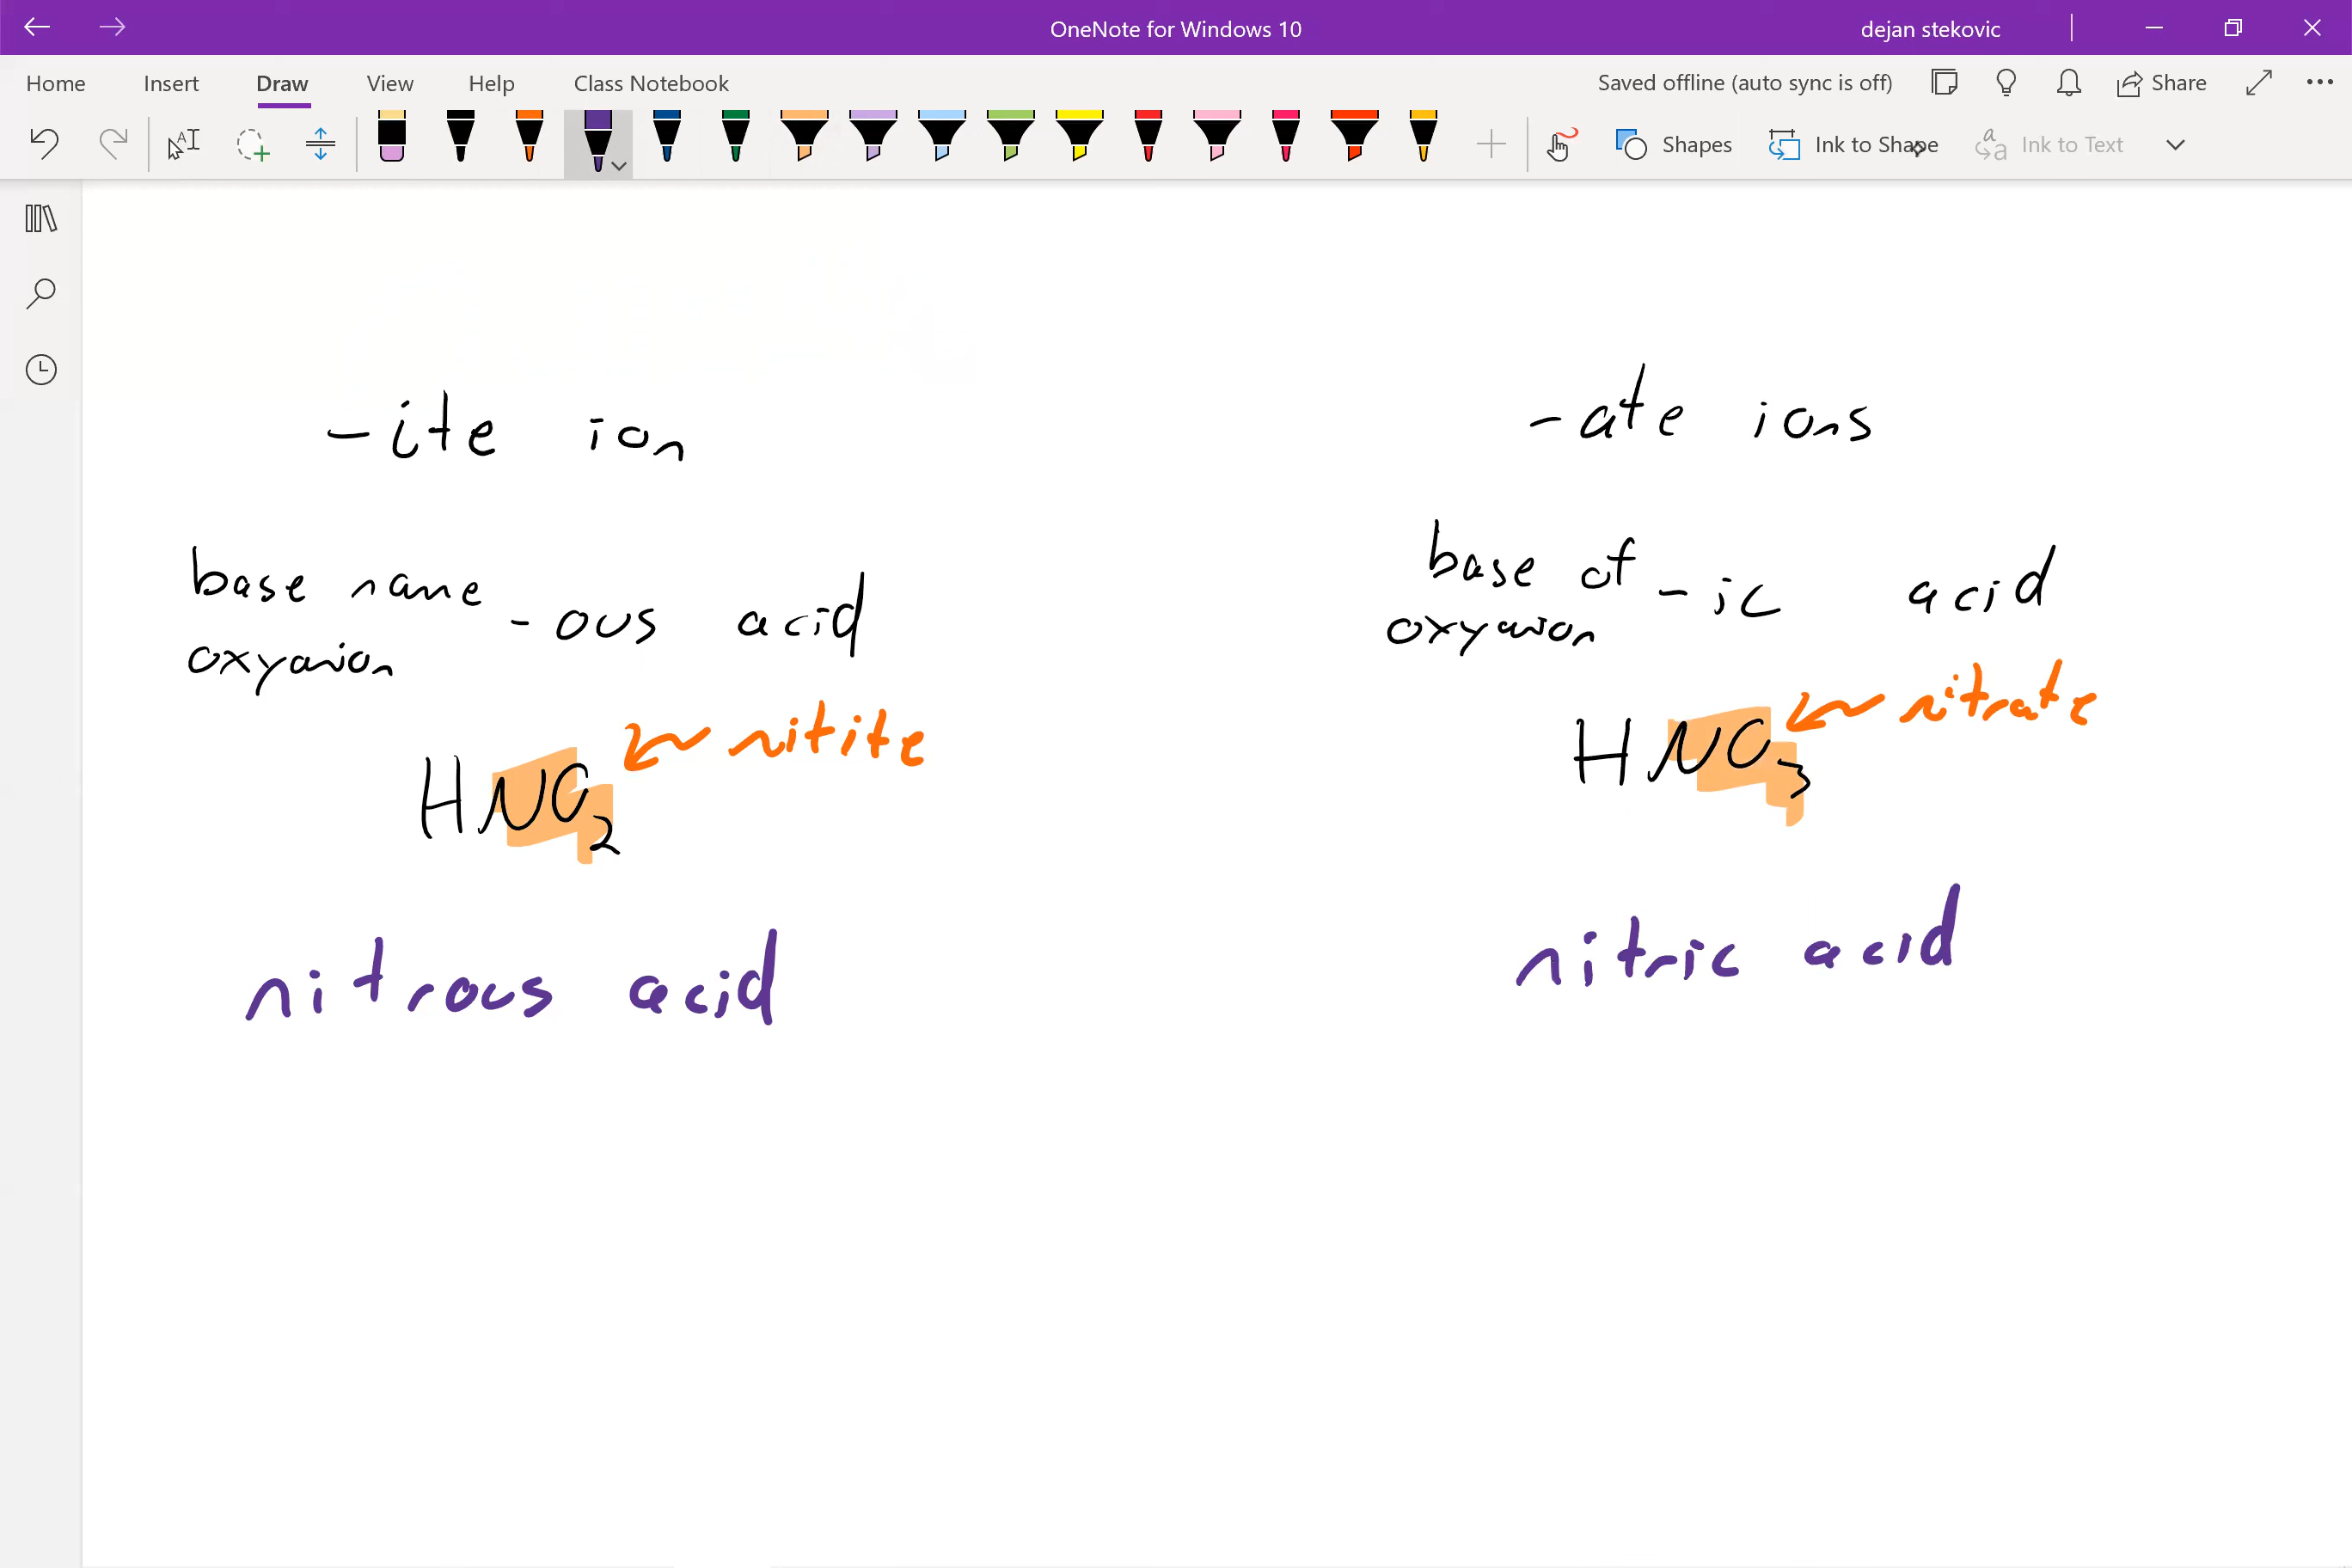 OneNote for Windows 10
dejan stekovic
Home Insert Draw View Help Class Notebook
Saved offline (auto sync is off) Share
Shapes Ink to Shape Ink to Text
-ite ion
base name
oxyanion
-ous acid
nitite
HNO₂
nitrous acid
-ate ions
base of
oxyanion
-ic acid
nitrate
HNO₃
nitric acid